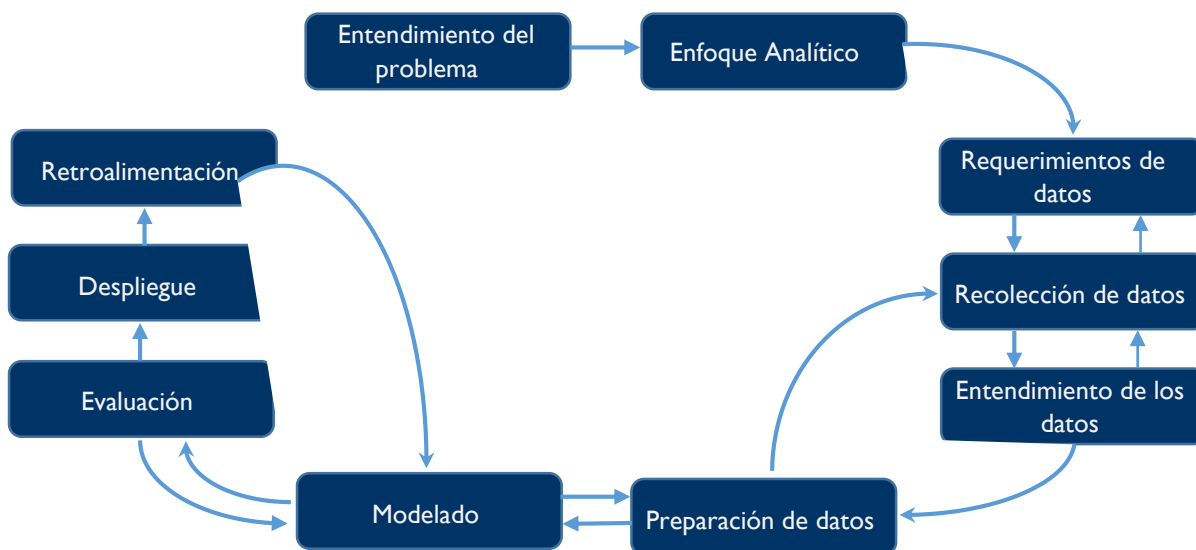 Entendimiento del
problema
Enfoque Analítico
Requerimientos de
datos
Recolección de datos
Entendimiento de los
datos
Preparación de datos
Modelado
Evaluación
Despliegue
Retroalimentación